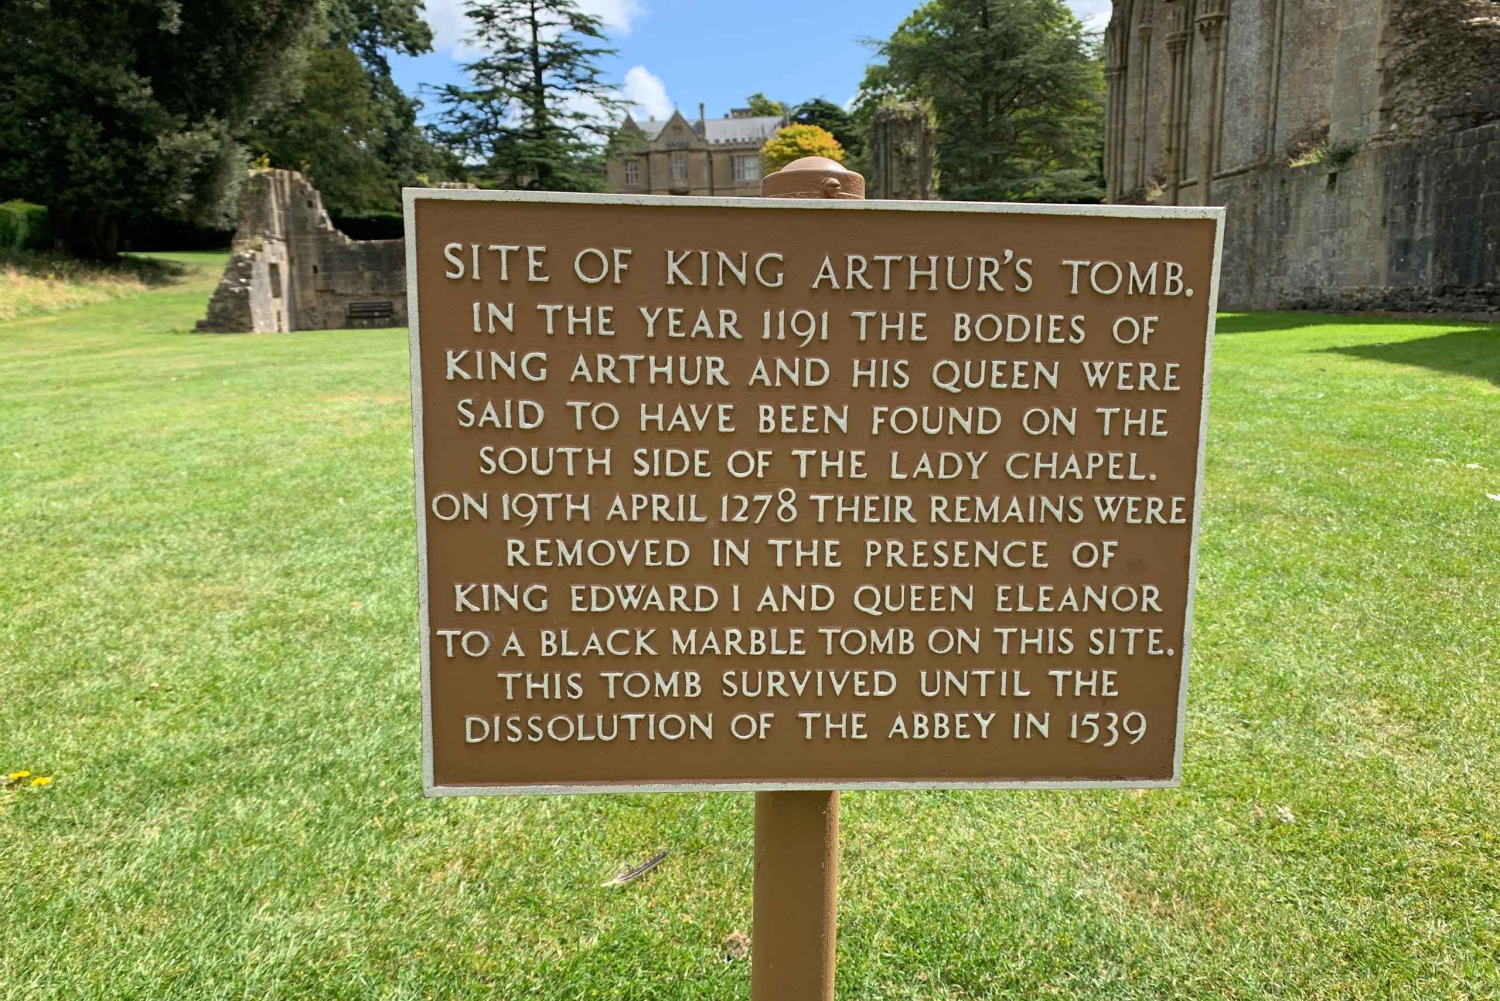 SITE OF KING ARTHUR'S TOMB.
IN THE YEAR 1191 THE BODIES OF
KING ARTHUR AND HIS QUEEN WERE
SAID TO HAVE BEEN FOUND ON THE
SOUTH SIDE OF THE LADY CHAPEL.
ON 19TH APRIL 1278 THEIR REMAINS WERE
REMOVED IN THE PRESENCE OF
KING EDWARD I AND QUEEN ELEANOR
TO A BLACK MARBLE TOMB ON THIS SITE.
THIS TOMB SURVIVED UNTIL THE
DISSOLUTION OF THE ABBEY IN 1539